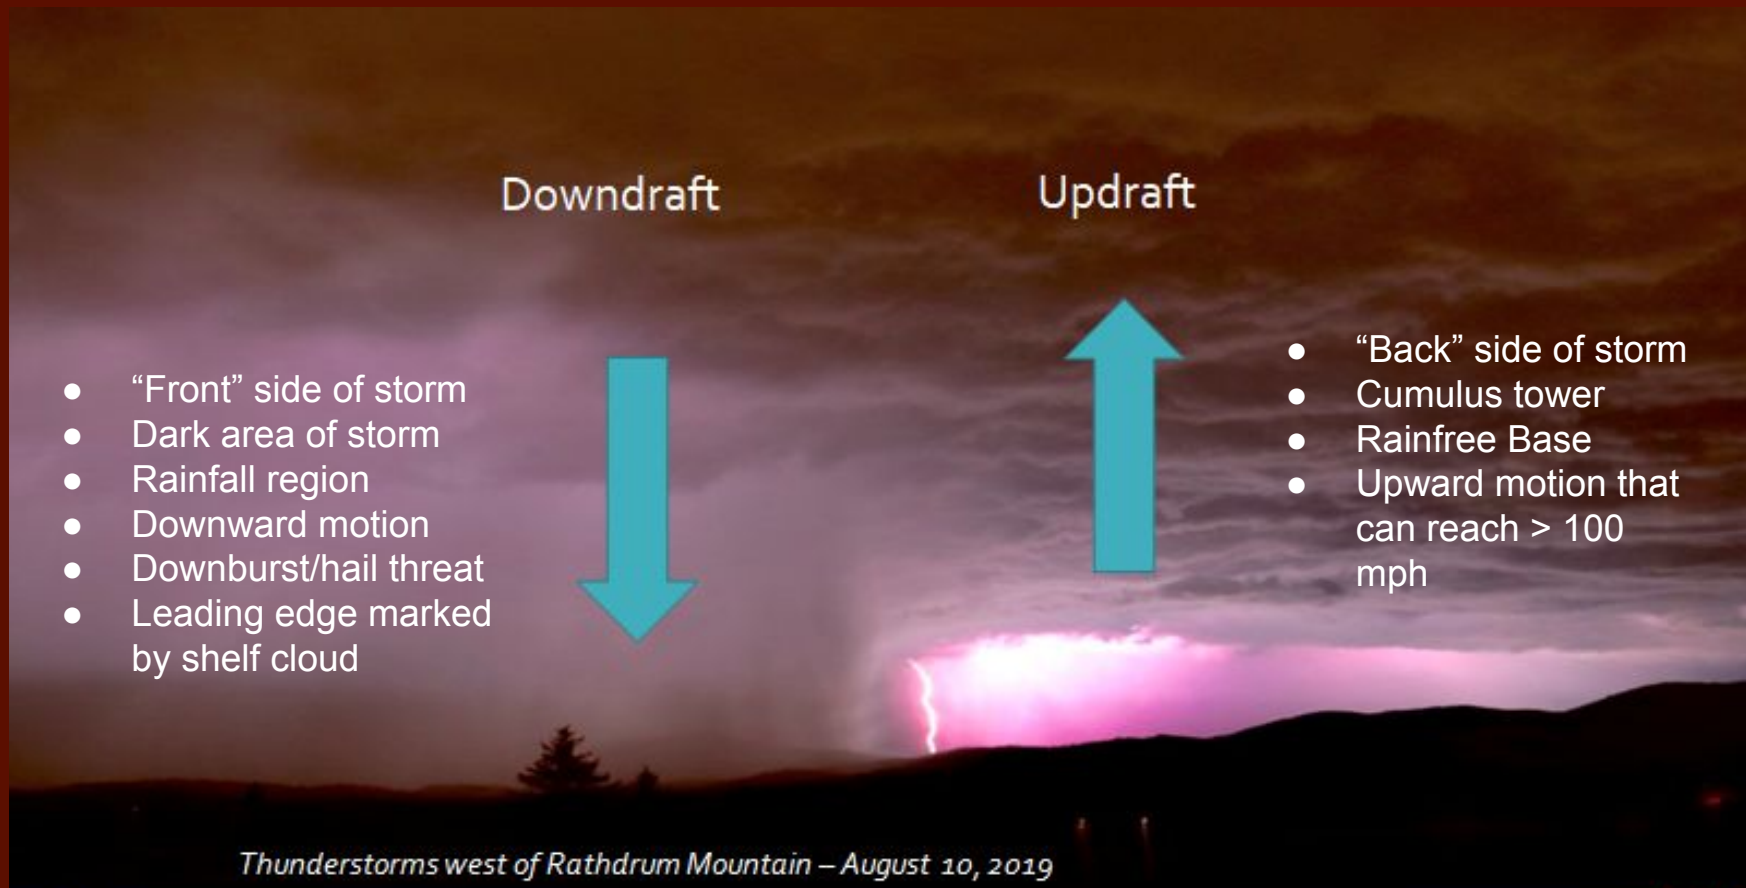 Downdraft
● “Front” side of storm
● Dark area of storm
● Rainfall region
● Downward motion
● Downburst/hail threat
● Leading edge marked
by shelf cloud
Updraft
● “Back” side of storm
● Cumulus tower
● Rainfree Base
● Upward motion that
can reach > 100
mph
Thunderstorms west of Rathdrum Mountain – August 10, 2019